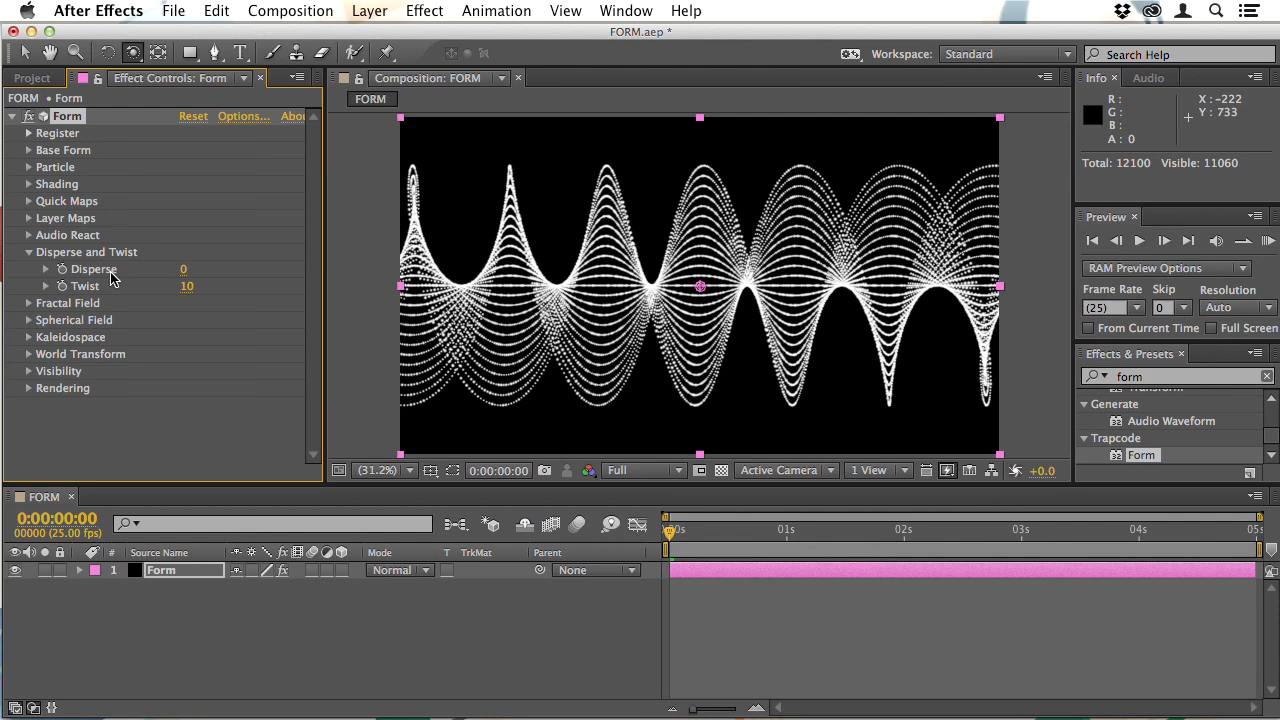 After Effects File Edit Composition Layer Effect Animation View Window Help
FORM.aep *
Workspace: Standard Search Help
Project Effect Controls: Form Composition: FORM Info Audio
FORM • Form
FORM
Form Reset Options... Abou
Register
Base Form
Particle
Shading
Quick Maps
Layer Maps
Audio React
Disperse and Twist
Disperse 0
Twist 10
Fractal Field
Spherical Field
Kaleidospace
World Transform
Visibility
Rendering
R :
G :
B :
A : 0
X : -222
Y : 733
Total: 12100 Visible: 11060
Preview
RAM Preview Options
Frame Rate Skip Resolution
(25) 0 Auto
From Current Time Full Screen
Effects & Presets
form
Transform
Generate
Audio Waveform
Trapcode
Form
(31.2%) 0:00:00:00 Full Active Camera 1 View +0.0
FORM
0:00:00:00
00000 (25.00 fps)
:00s 01s 02s 03s 04s 05s
# Source Name fx Mode T TrkMat Parent
1 Form fx Normal None